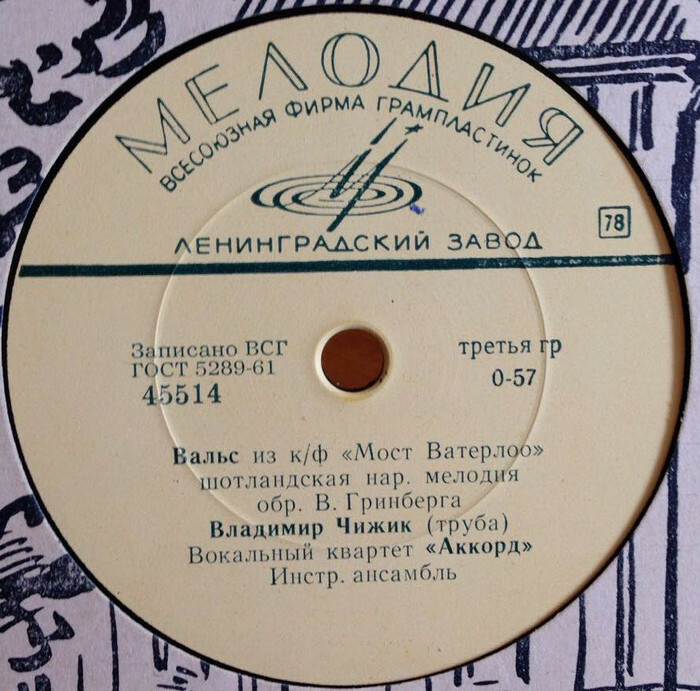 МЕЛОДИЯ
ВСЕСОЮЗНАЯ ФИРМА ГРАМПЛАСТИНОК
ЛЕНИНГРАДСКИЙ ЗАВОД
78
Записано ВСГ
ГОСТ 5289-61
45514
третья гр
0-57
Вальс из к/ф «Мост Ватерлоо»
шотландская нар. мелодия
обр. В. Гринберга
Владимир Чижик (труба)
Вокальный квартет «Аккорд»
Инстр. ансамбль